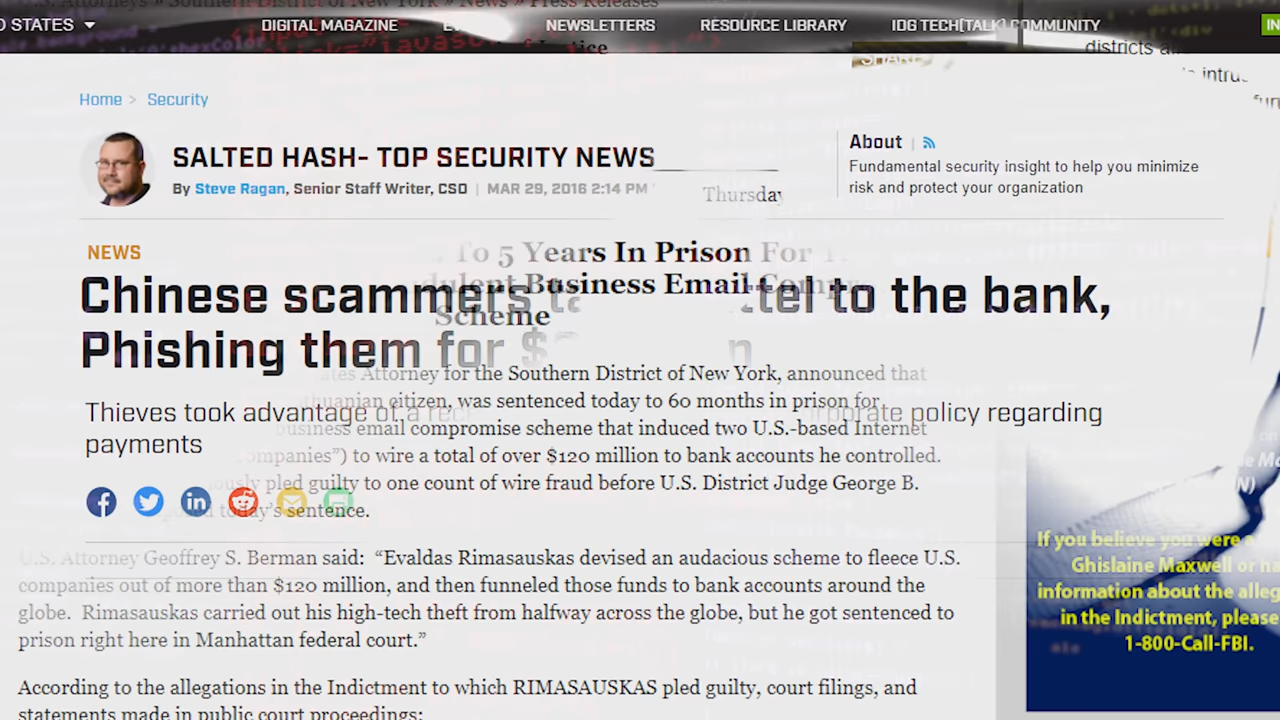 D STATES
DIGITAL MAGAZINE
NEWSLETTERS
RESOURCE LIBRARY
IDG TECH[TALK] COMMUNITY
IN
districts
Home > Security
SALTED HASH- TOP SECURITY NEWS
By Steve Ragan, Senior Staff Writer, CSO | MAR 29, 2016 2:14 PM
About
Fundamental security insight to help you minimize
risk and protect your organization
Thursday
NEWS
To 5 Years In Prison For
Business Email
Scheme
Chinese scammers to the bank,
Phishing them for $
Thieves took advantage of a policy regarding
payments
Attorney for the Southern District of New York, announced that
citizen, was sentenced today to 60 months in prison for
business email compromise scheme that induced two U.S.-based Internet
ompanies”) to wire a total of over $120 million to bank accounts he controlled.
pled guilty to one count of wire fraud before U.S. District Judge George B.
today’s sentence.
U.S. Attorney Geoffrey S. Berman said: “Evaldas Rimasauskas devised an audacious scheme to fleece U.S.
companies out of more than $120 million, and then funneled those funds to bank accounts around the
globe. Rimasauskas carried out his high-tech theft from halfway across the globe, but he got sentenced to
prison right here in Manhattan federal court.”
According to the allegations in the Indictment to which RIMASAUSKAS pled guilty, court filings, and
statements made in public court proceedings:
If you believe you were
Ghislaine Maxwell or
information about the
in the Indictment, please
1-800-Call-FBI.